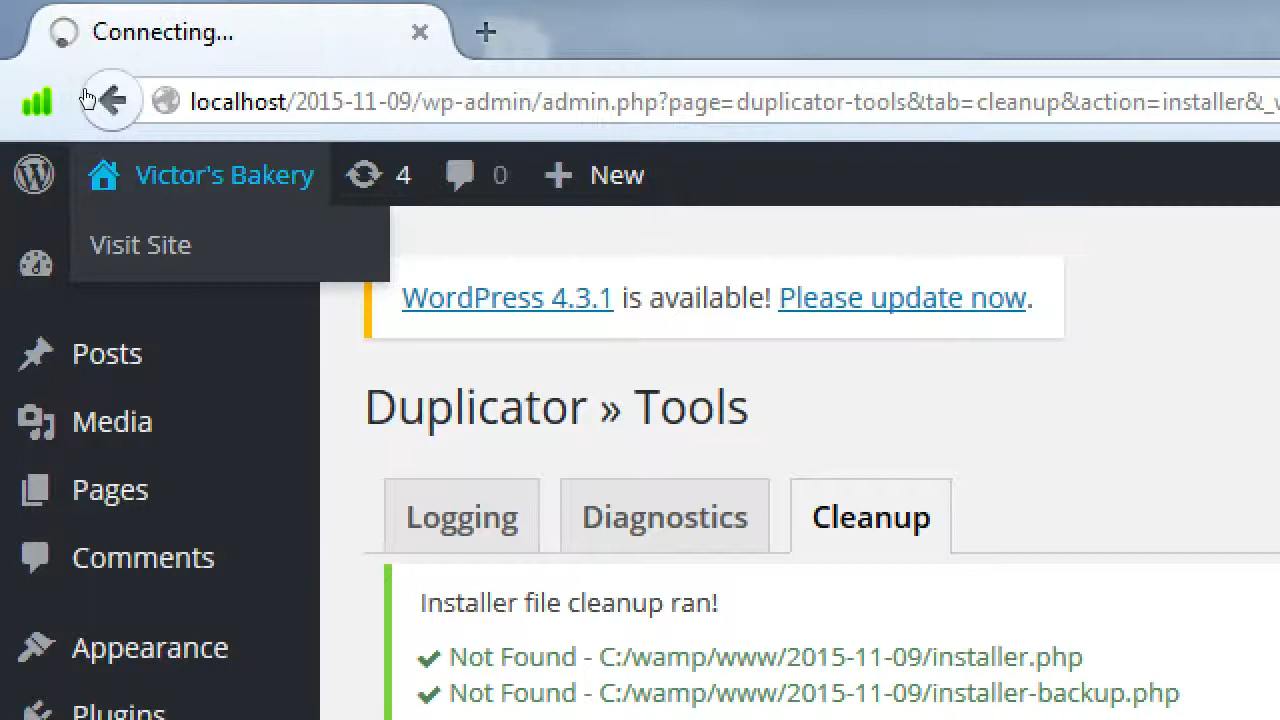 Connecting...
localhost/2015-11-09/wp-admin/admin.php?page=duplicator-tools&tab=cleanup&action=installer&_
Victor's Bakery 4 0 New
Visit Site
WordPress 4.3.1 is available! Please update now.
Posts
Duplicator » Tools
Media
Pages
Logging Diagnostics Cleanup
Comments
Installer file cleanup ran!
Appearance
Not Found - C:/wamp/www/2015-11-09/installer.php
Not Found - C:/wamp/www/2015-11-09/installer-backup.php
Plugins